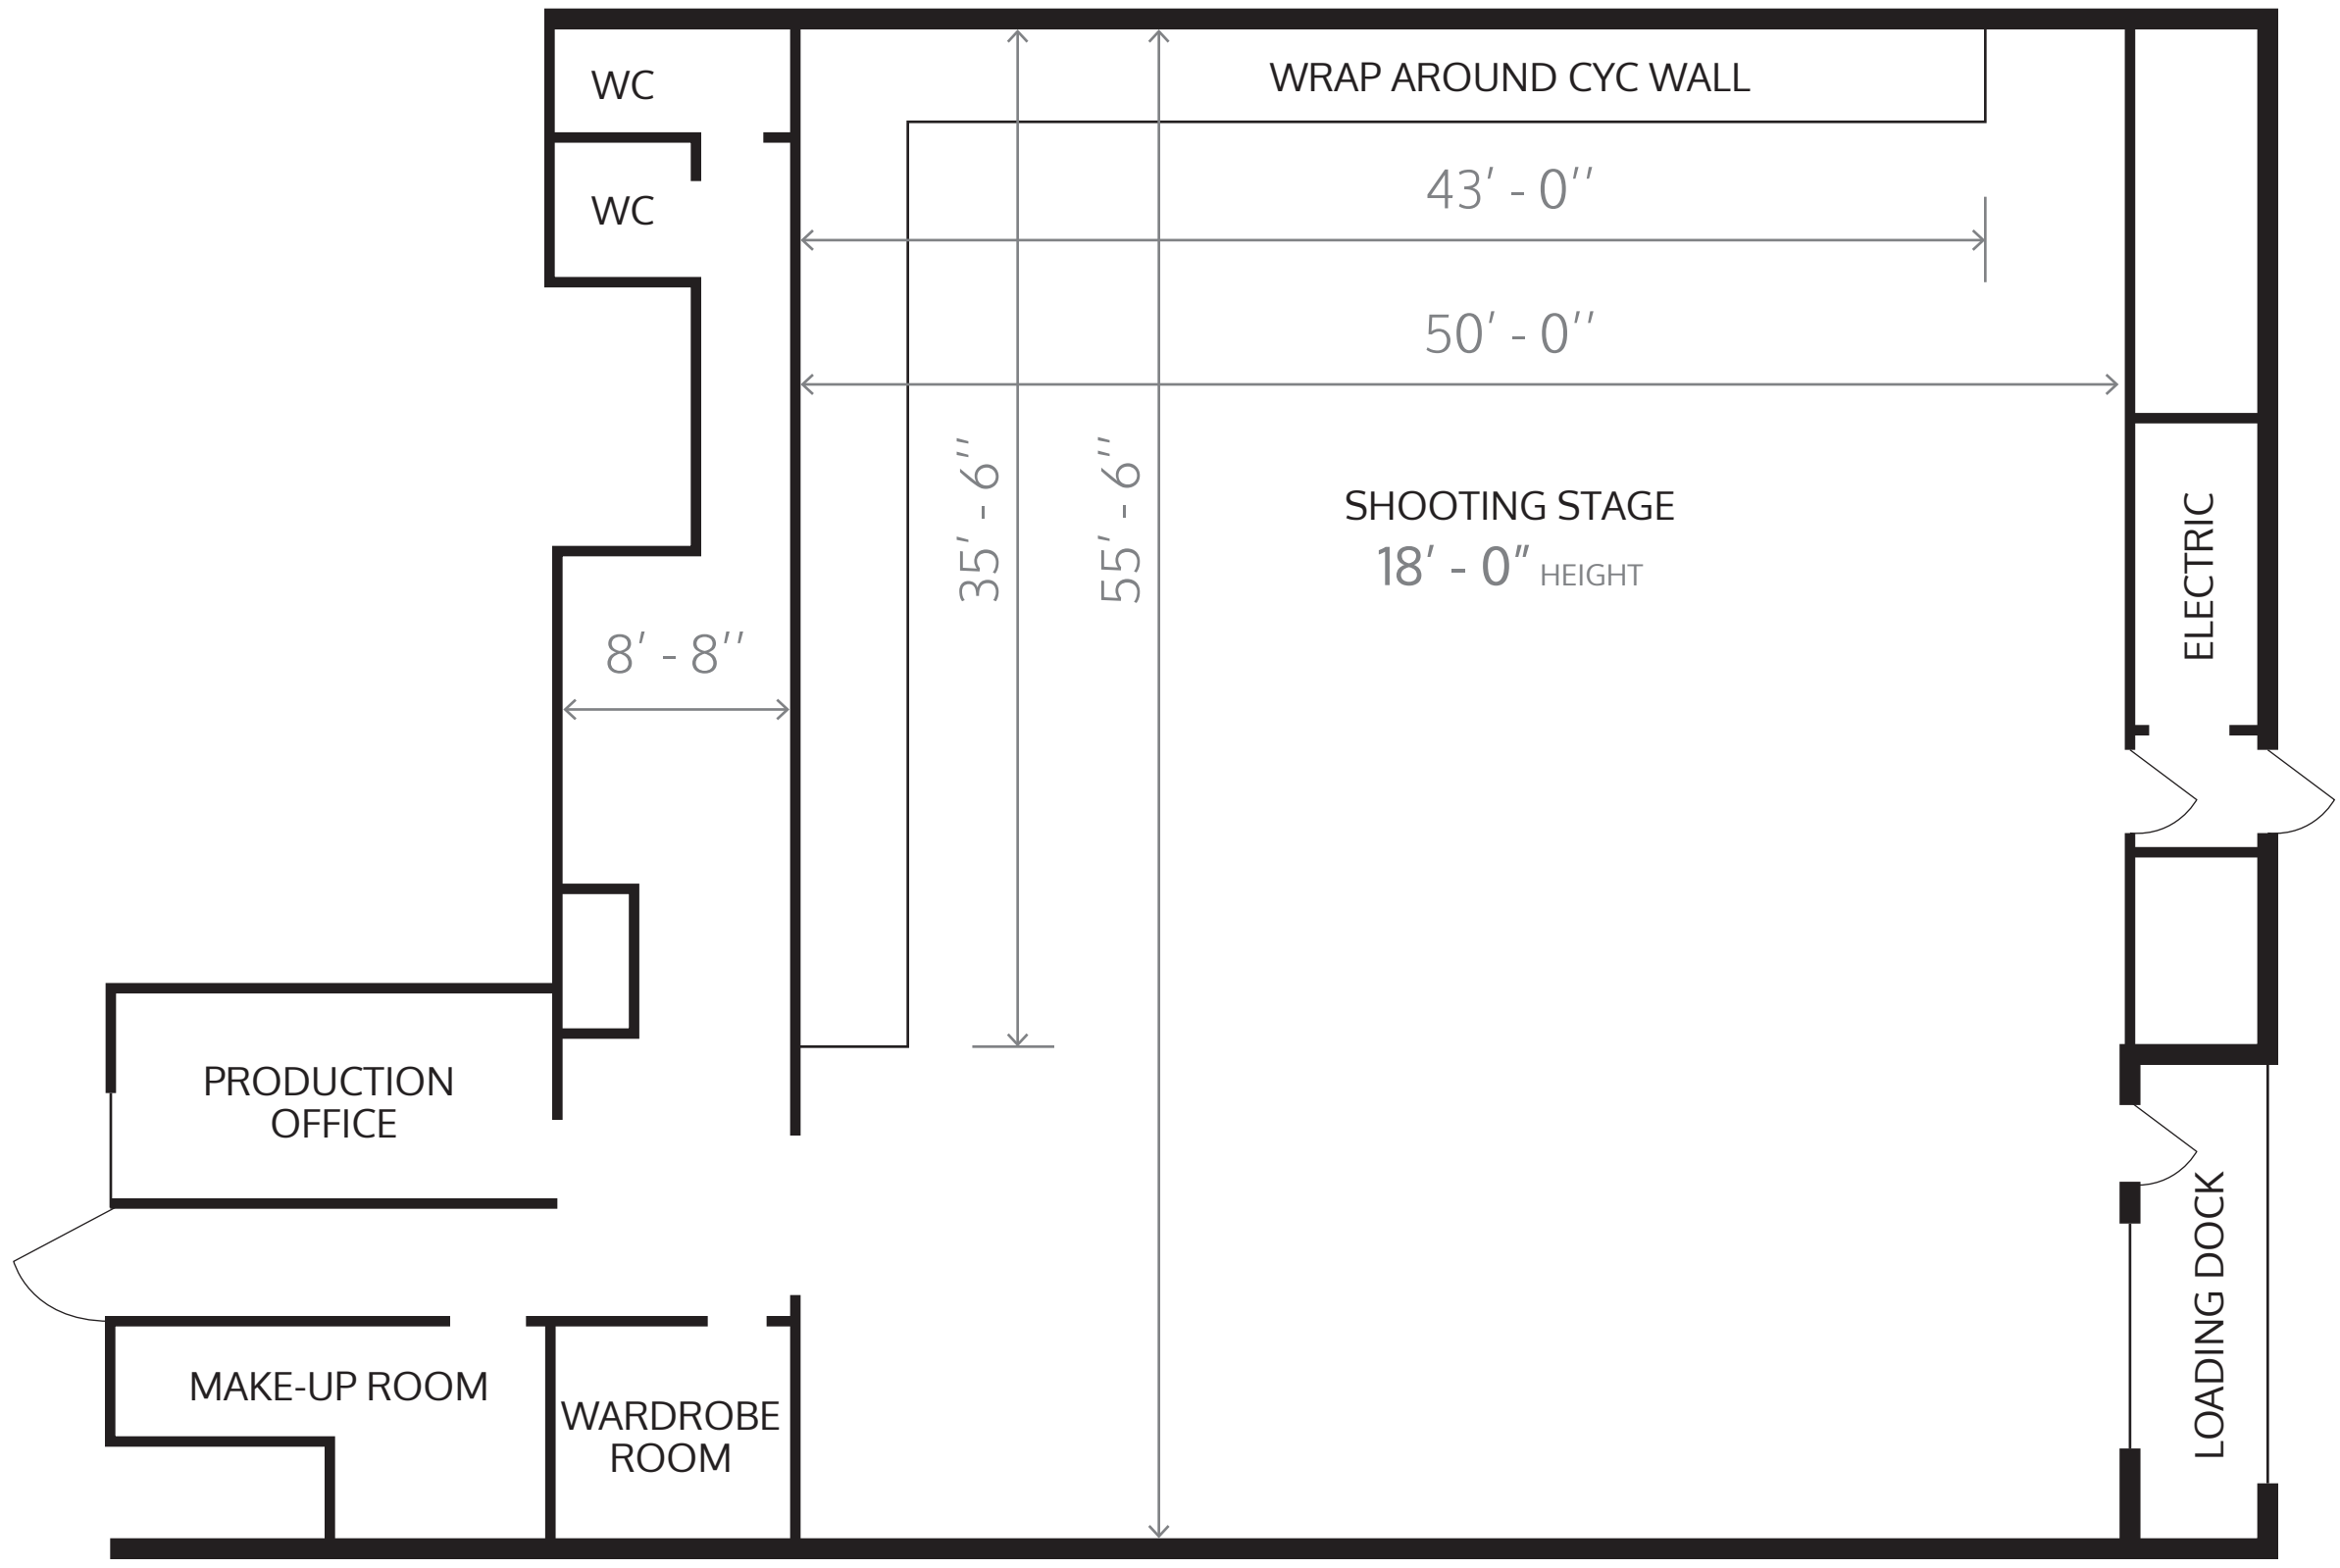 WC
WRAP AROUND CYC WALL
WC
43' - 0''
50' - 0''
35' - 6''
55' - 6''
SHOOTING STAGE
18' - 0" HEIGHT
ELECTRIC
8' - 8''
PRODUCTION
OFFICE
LOADING DOCK
MAKE-UP ROOM
WARDROBE
ROOM